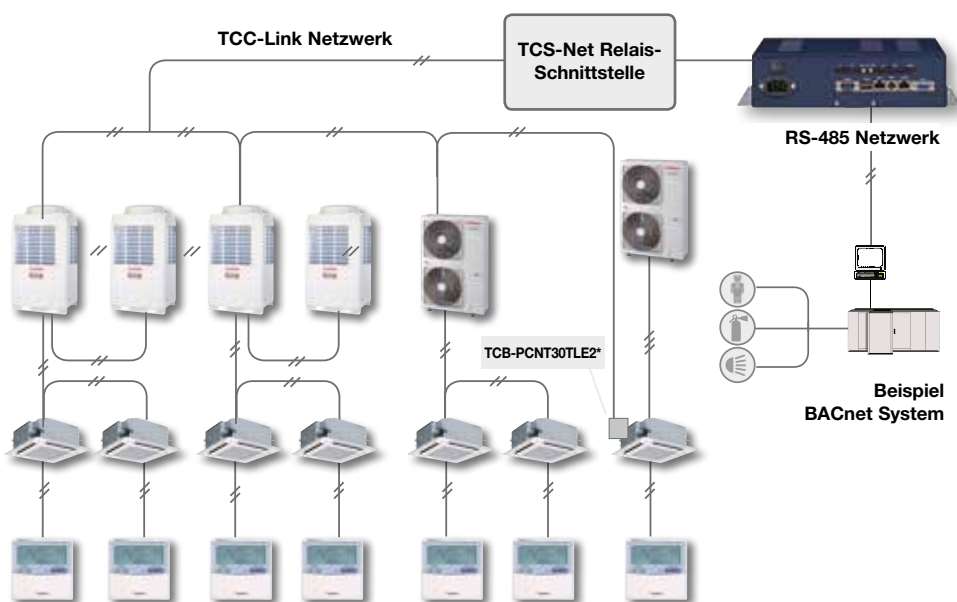 TCC-Link Netzwerk
TCS-Net Relais-
Schnittstelle
RS-485 Netzwerk
TCB-PCNT30TLE2*
Beispiel
BACnet System